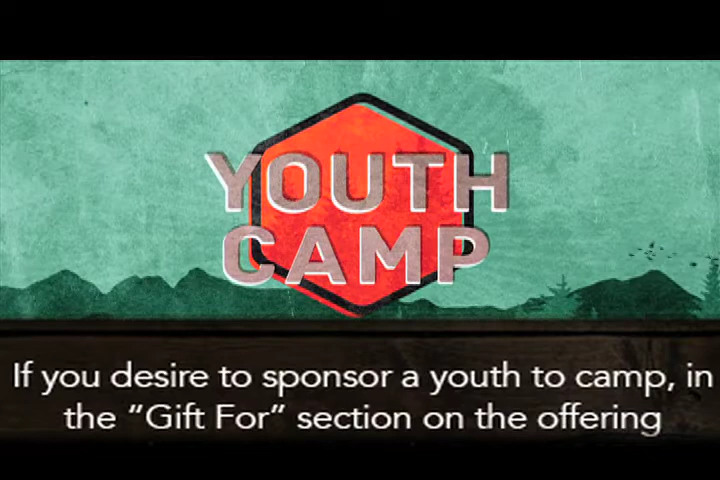 YOUTH
CAMP
If you desire to sponsor a youth to camp, in
the “Gift For” section on the offering